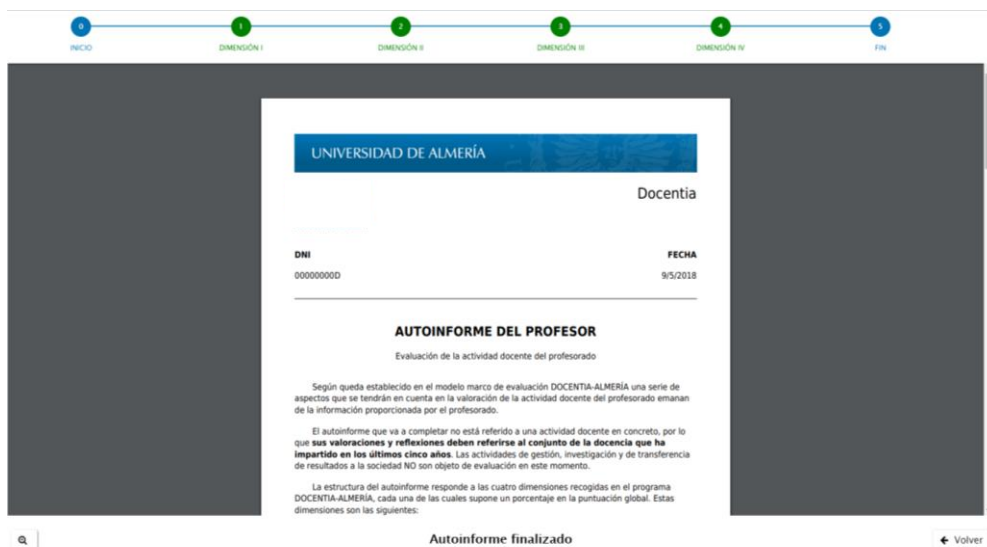 0 1 2 3 4 5
INICIO DIMENSIÓN I DIMENSIÓN II DIMENSIÓN III DIMENSIÓN IV FIN
UNIVERSIDAD DE ALMERÍA
Docentia
DNI FECHA
00000000D 9/5/2018
AUTOINFORME DEL PROFESOR
Evaluación de la actividad docente del profesorado
Según queda establecido en el modelo marco de evaluación DOCENTIA-ALMERÍA una serie de
aspectos que se tendrán en cuenta en la valoración de la actividad docente del profesorado emanan
de la información proporcionada por el profesorado.
El autoinforme que va a completar no está referido a una actividad docente en concreto, por lo
que sus valoraciones y reflexiones deben referirse al conjunto de la docencia que ha
impartido en los últimos cinco años. Las actividades de gestión, investigación y de transferencia
de resultados a la sociedad NO son objeto de evaluación en este momento.
La estructura del autoinforme responde a las cuatro dimensiones recogidas en el programa
DOCENTIA-ALMERÍA, cada una de las cuales supone un porcentaje en la puntuación global. Estas
dimensiones son las siguientes:
Autoinforme finalizado
Volver